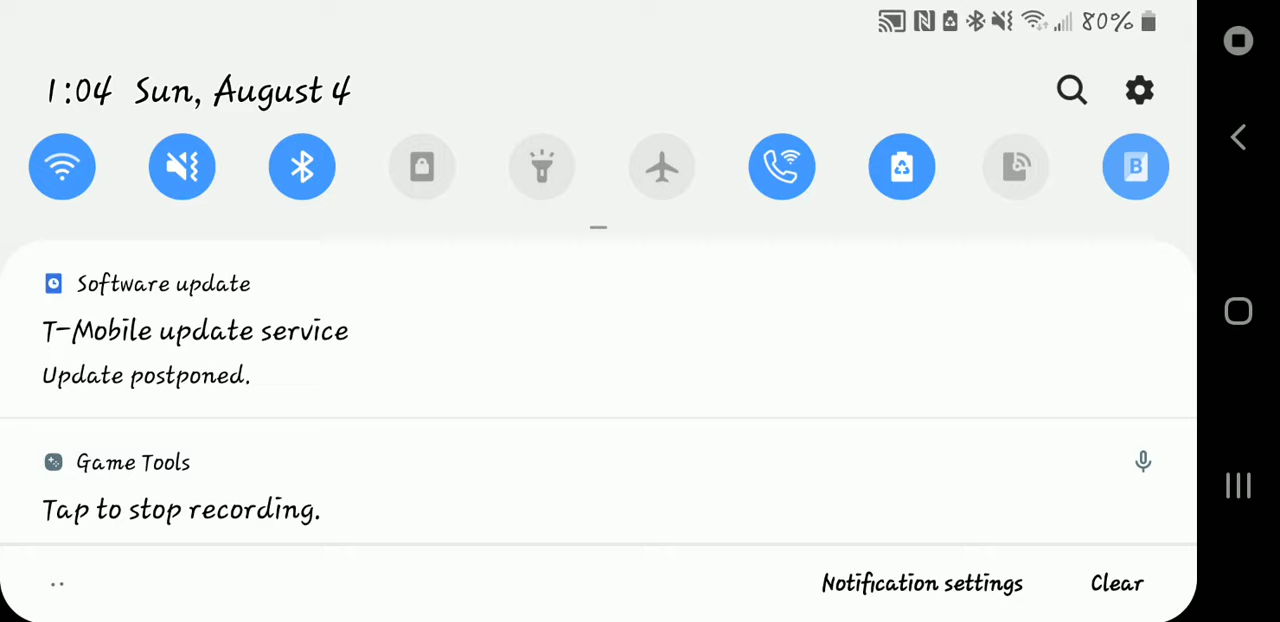 80%
1:04 Sun, August 4
B
Software update
T-Mobile update service
Update postponed.
Game Tools
Tap to stop recording.
Notification settings Clear